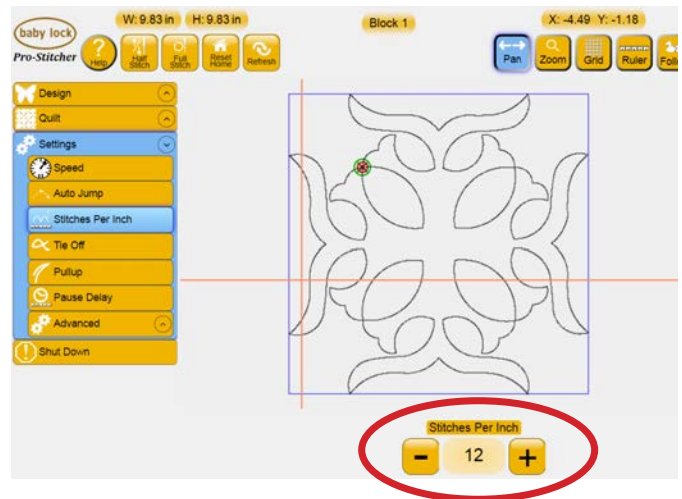 W: 9.83 in H: 9.83 in
Block 1
X: -4.49 Y: -1.18
baby lock
Pro-Stitcher
Help
Half Stitch
Full Stitch
Reset Home
Refresh
Pan
Zoom
Grid
Ruler
Follo
Design
Quilt
Settings
Speed
Auto Jump
Stitches Per Inch
Tie Off
Pullup
Pause Delay
Advanced
Shut Down
Stitches Per Inch
- 12 +